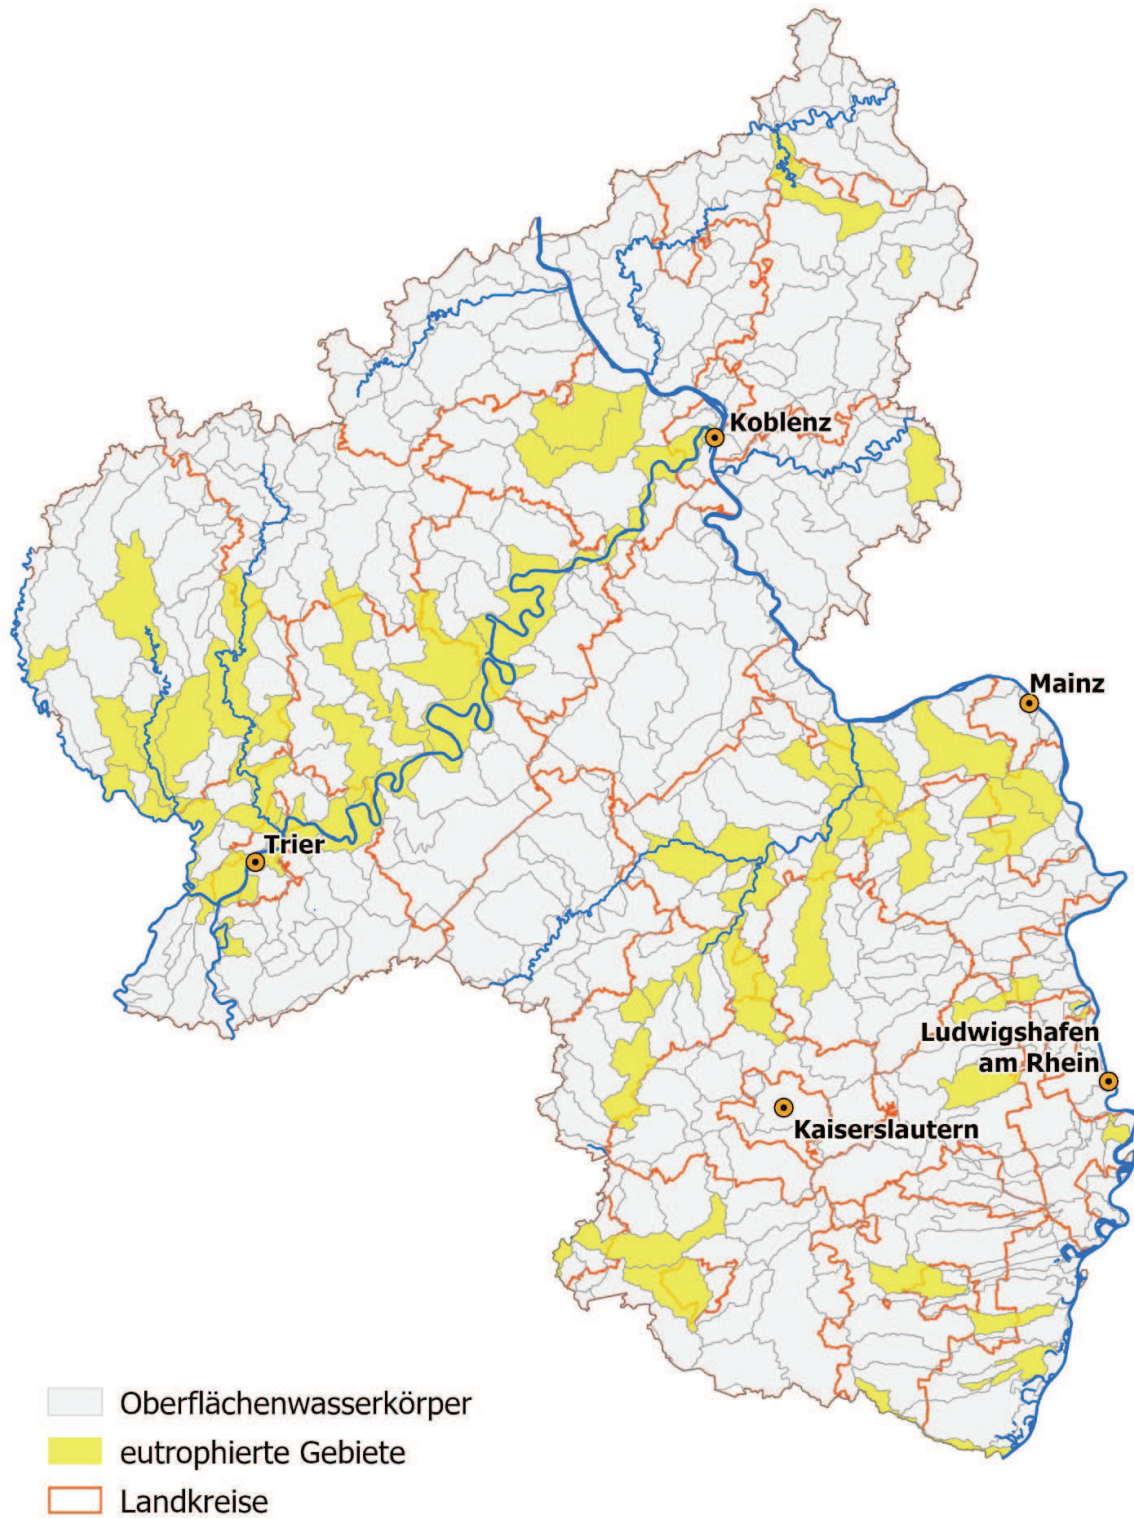 Koblenz
Mainz
Trier
Ludwigshafen
am Rhein
Kaiserslautern
Oberflächenwasserkörper
eutrophierte Gebiete
Landkreise